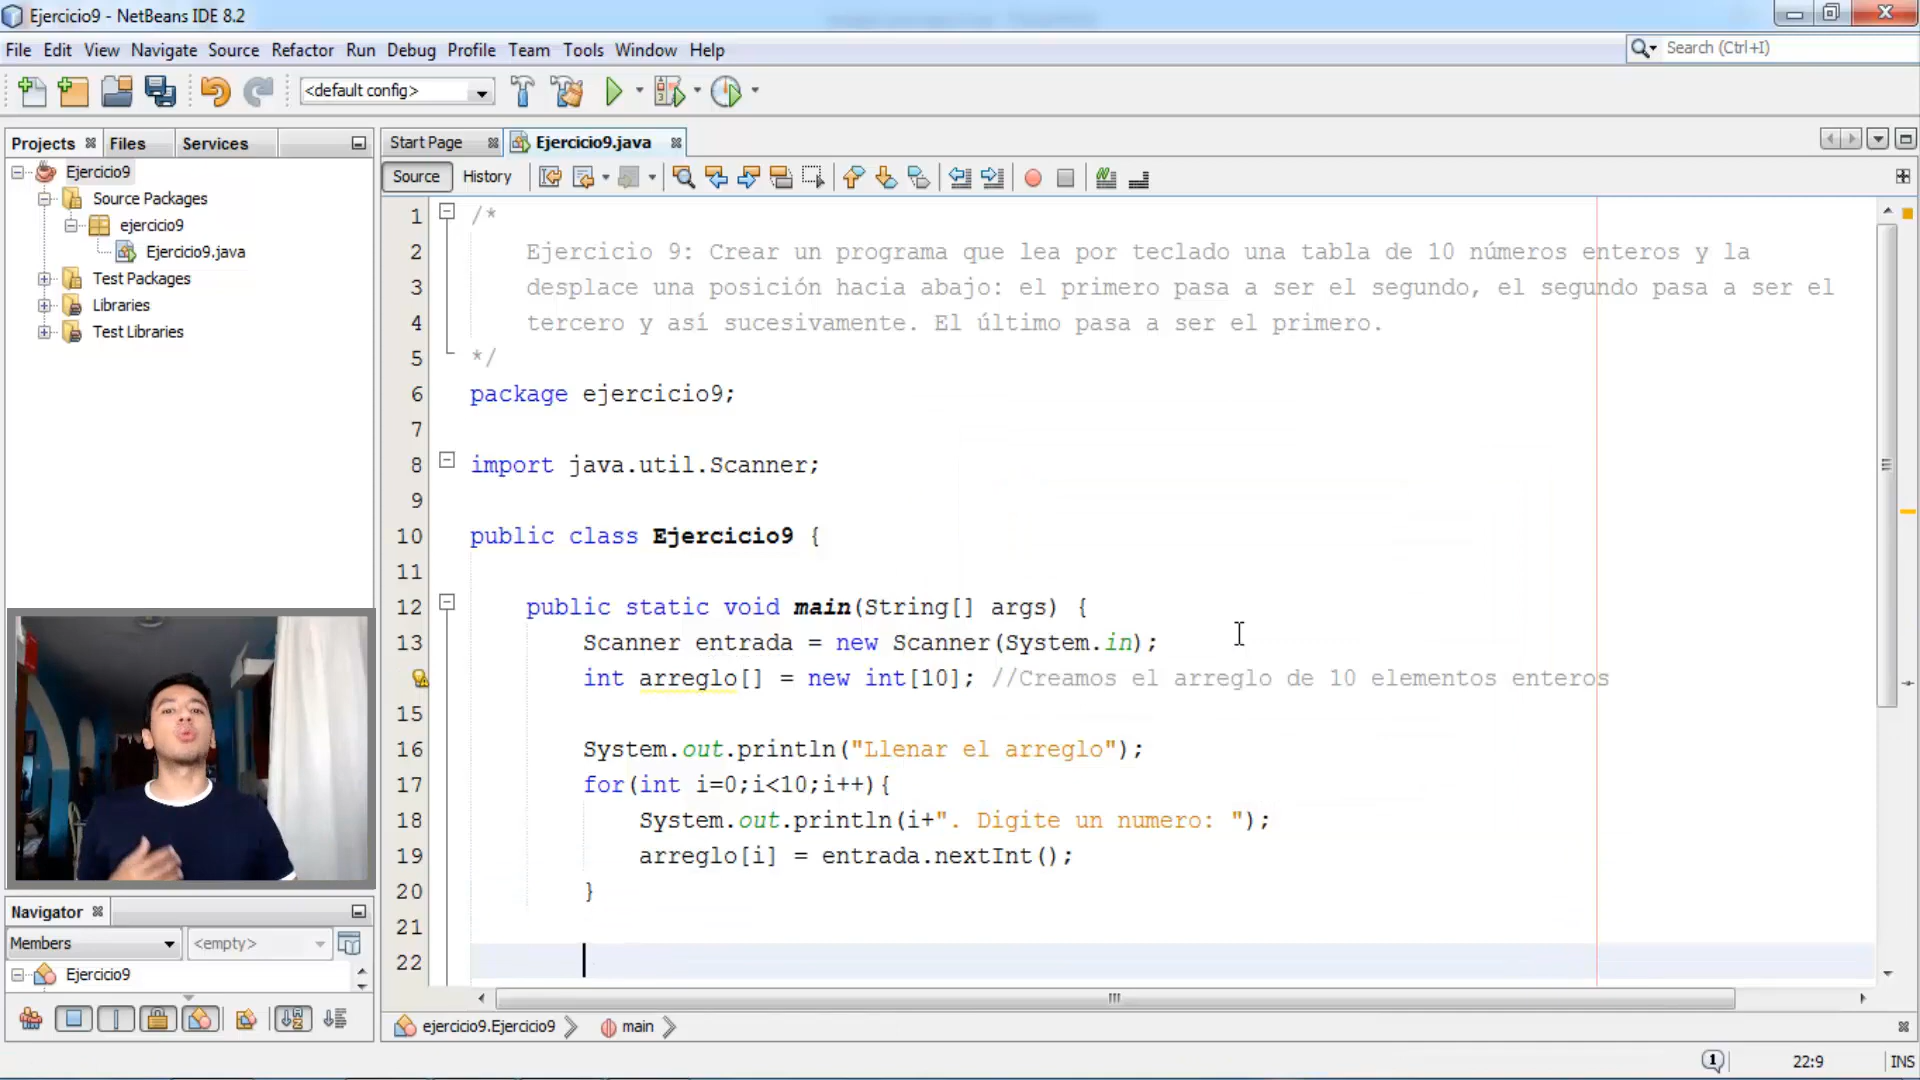 Ejercicio9 - NetBeans IDE 8.2
File Edit View Navigate Source Refactor Run Debug Profile Team Tools Window Help
Search (Ctrl+I)
<default config>
Projects Files Services
Start Page Ejercicio9.java
Source History
Ejercicio9
Source Packages
ejercicio9
Ejercicio9.java
Test Packages
Libraries
Test Libraries
1 /*
2 Ejercicio 9: Crear un programa que lea por teclado una tabla de 10 números enteros y la
3 desplace una posición hacia abajo: el primero pasa a ser el segundo, el segundo pasa a ser el
4 tercero y así sucesivamente. El último pasa a ser el primero.
5 */
6 package ejercicio9;
7
8 import java.util.Scanner;
9
10 public class Ejercicio9 {
11
12 public static void main(String[] args) {
13 Scanner entrada = new Scanner(System.in);
int arreglo[] = new int[10]; //Creamos el arreglo de 10 elementos enteros
15
16 System.out.println("Llenar el arreglo");
17 for(int i=0;i<10;i++){
18 System.out.println(i+". Digite un numero: ");
19 arreglo[i] = entrada.nextInt();
20 }
21
22
Navigator
Members <empty>
Ejercicio9
ejercicio9.Ejercicio9 main
1 22:9 INS